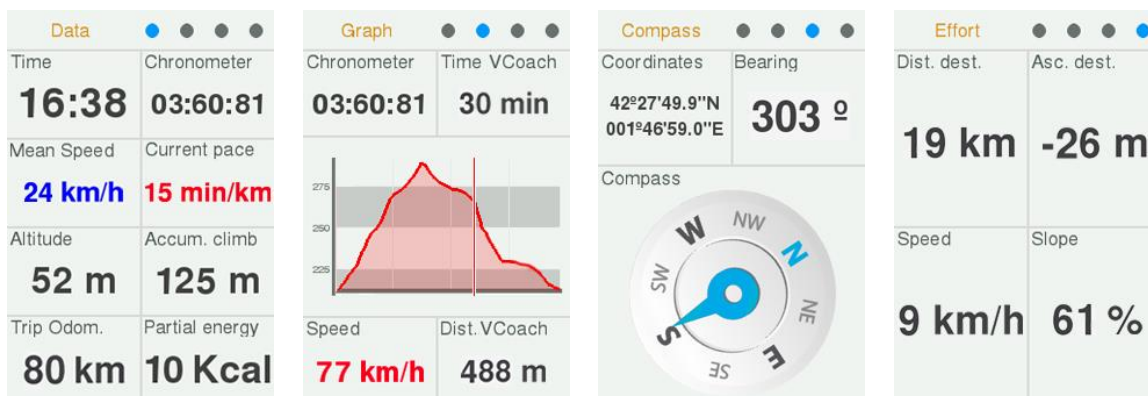 Data
Time Chronometer
16:38 03:60:81
Mean Speed Current pace
24 km/h 15 min/km
Altitude Accum. climb
52 m 125 m
Trip Odom. Partial energy
80 km 10 Kcal
Graph
Chronometer Time VCoach
03:60:81 30 min
275
250
225
Speed Dist.VCoach
77 km/h 488 m
Compass
Coordinates Bearing
42º27'49.9"N
001º46'59.0"E
303 º
Compass
W NW N
SW NE
S SE E
Effort
Dist. dest. Asc. dest.
19 km -26 m
Speed Slope
9 km/h 61 %